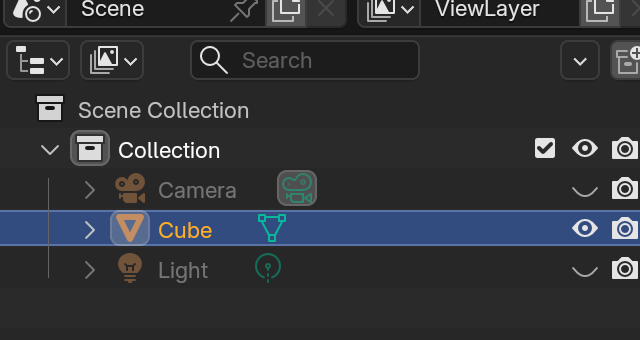 Scene
ViewLayer
Search
Scene Collection
Collection
Camera
Cube
Light